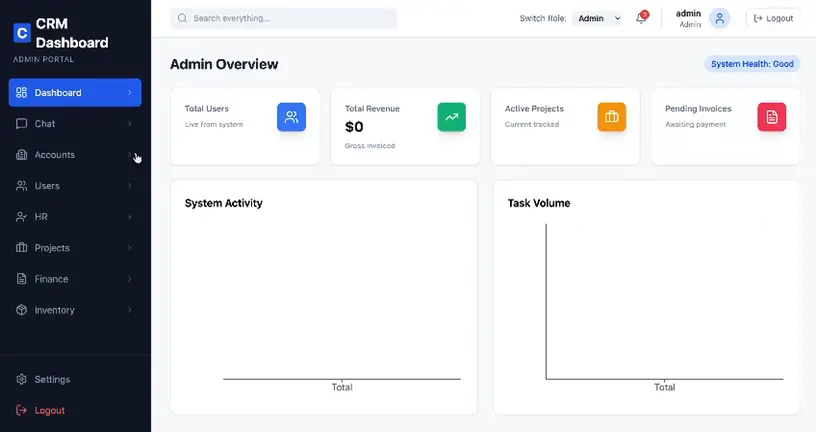 C
CRM
Dashboard
ADMIN PORTAL
Dashboard
Chat
Accounts
Users
HR
Projects
Finance
Inventory
Settings
Logout
Search everything...
Switch Role:
Admin
admin
Admin
Logout
Admin Overview
System Health: Good
Total Users
Live from system
Total Revenue
$0
Gross invoiced
Active Projects
Current tracked
Pending Invoices
Awaiting payment
System Activity
Total
Task Volume
Total